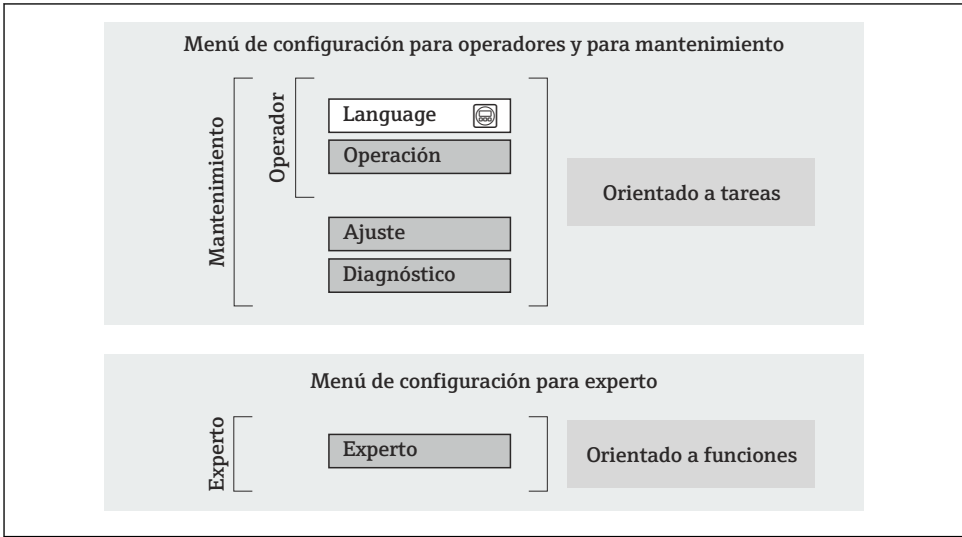 Menú de configuración para operadores y para mantenimiento
Mantenimiento
Operador
Language
Operación
Ajuste
Diagnóstico
Orientado a tareas
Menú de configuración para experto
Experto
Experto
Orientado a funciones